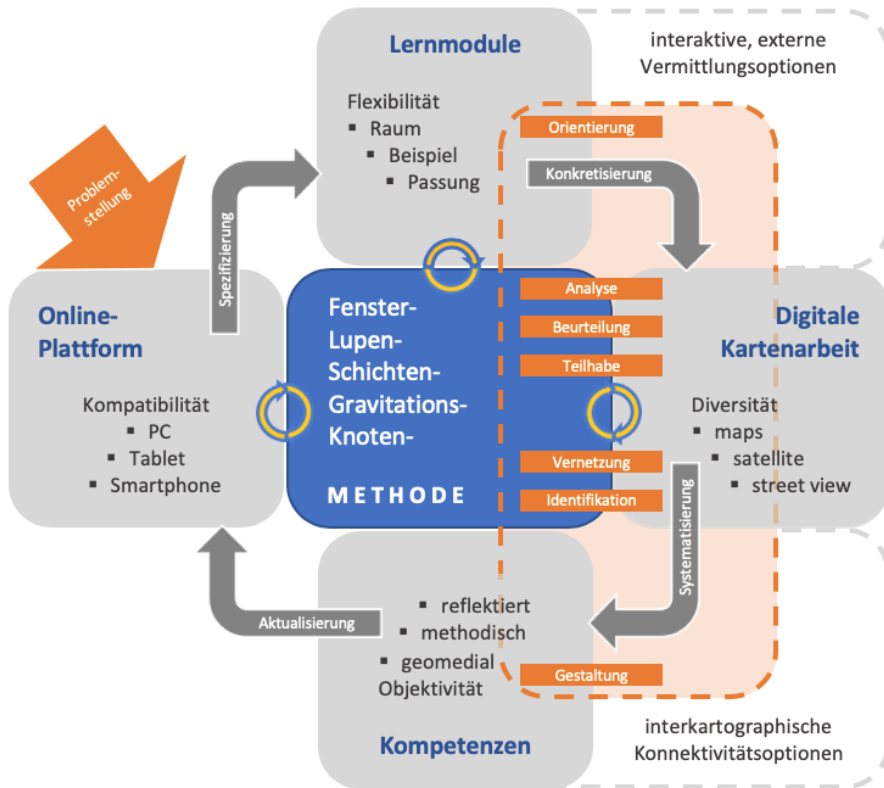 Lernmodule
Flexibilität
▪ Raum
▪ Beispiel
▪ Passung
interaktive, externe
Vermittlungsoptionen
Orientierung
Konkretisierung
Problem-
stellung
Spezifizierung
Online-
Plattform
Kompatibilität
▪ PC
▪ Tablet
▪ Smartphone
Fenster-
Lupen-
Schichten-
Gravitations-
Knoten-
METHODE
Analyse
Beurteilung
Teilhabe
Vernetzung
Identifikation
Digitale
Kartenarbeit
Diversität
▪ maps
▪ satellite
▪ street view
Systematisierung
Aktualisierung
▪ reflektiert
▪ methodisch
▪ geomedial
Objektivität
Gestaltung
Kompetenzen
interkartographische
Konnektivitätsoptionen